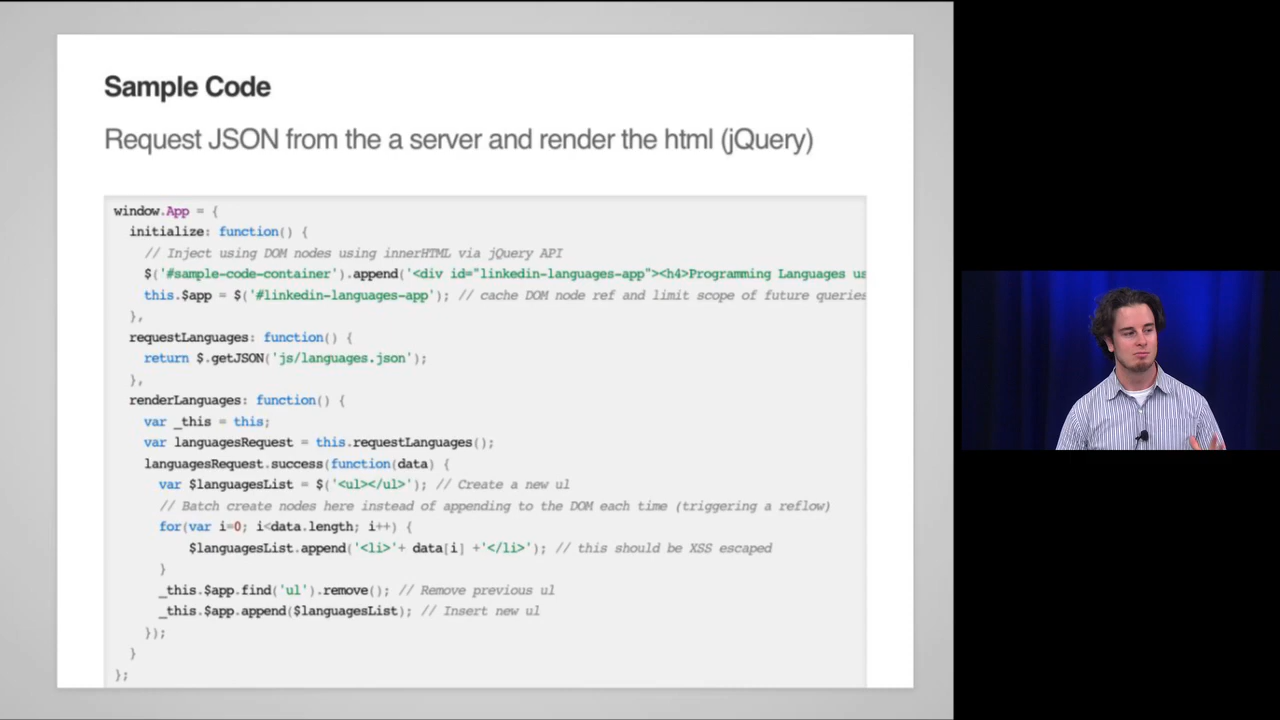 Sample Code
Request JSON from the a server and render the html (jQuery)
window.App = {
initialize: function() {
// Inject using DOM nodes using innerHTML via jQuery API
$('#sample-code-container').append('<div id="linkedin-languages-app"><h4>Programming Languages us
this.$app = $('#linkedin-languages-app'); // cache DOM node ref and limit scope of future queries
},
requestLanguages: function() {
return $.getJSON('js/languages.json');
},
renderLanguages: function() {
var _this = this;
var languagesRequest = this.requestLanguages();
languagesRequest.success(function(data) {
var $languagesList = $('<ul></ul>'); // Create a new ul
// Batch create nodes here instead of appending to the DOM each time (triggering a reflow)
for(var i=0; i<data.length; i++) {
$languagesList.append('<li>'+ data[i] +'</li>'); // this should be XSS escaped
}
_this.$app.find('ul').remove(); // Remove previous ul
_this.$app.append($languagesList); // Insert new ul
});
}
};